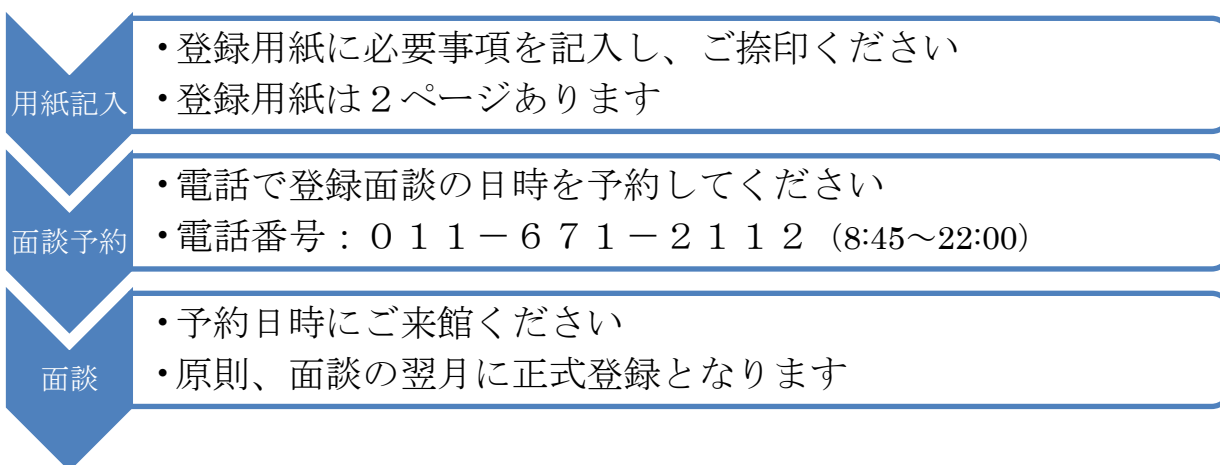 用紙記入
・登録用紙に必要事項を記入し、ご捺印ください
・登録用紙は２ページあります
面談予約
・電話で登録面談の日時を予約してください
・電話番号：０１１－６７１－２１１２（8:45～22:00）
面談
・予約日時にご来館ください
・原則、面談の翌月に正式登録となります